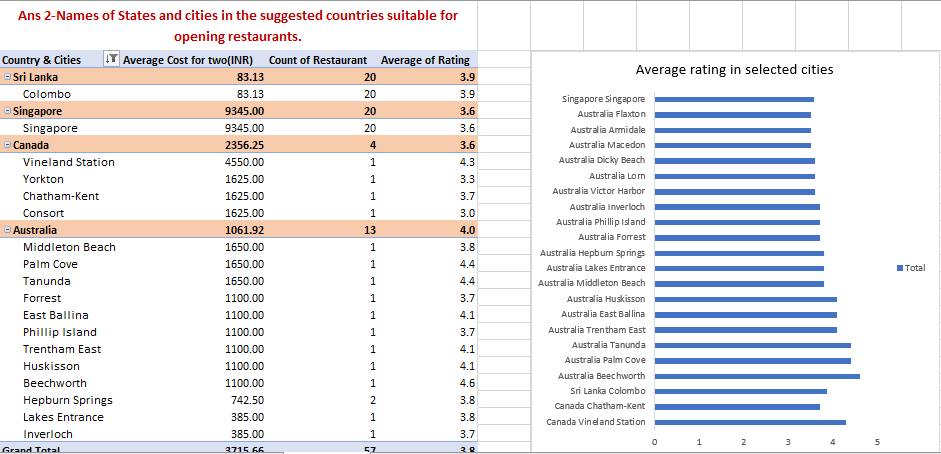 Ans 2-Names of States and cities in the suggested countries suitable for
opening restaurants.
Country & Cities Average Cost for two(INR) Count of Restaurant Average of Rating
Sri Lanka 83.13 20 3.9
Colombo 83.13 20 3.9
Singapore 9345.00 20 3.6
Singapore 9345.00 20 3.6
Canada 2356.25 4 3.6
Vineland Station 4550.00 1 4.3
Yorkton 1625.00 1 3.3
Chatham-Kent 1625.00 1 3.7
Consort 1625.00 1 3.0
Australia 1061.92 13 4.0
Middleton Beach 1650.00 1 3.8
Palm Cove 1650.00 1 4.4
Tanunda 1650.00 1 4.4
Forrest 1100.00 1 3.7
East Ballina 1100.00 1 4.1
Phillip Island 1100.00 1 3.7
Trentham East 1100.00 1 4.1
Huskisson 1100.00 1 4.1
Beechworth 1100.00 1 4.6
Hepburn Springs 742.50 2 3.8
Lakes Entrance 385.00 1 3.8
Inverloch 385.00 1 3.7
Grand Total 3715.66 57 3.8
Average rating in selected cities
Singapore Singapore
Australia Flaxton
Australia Armidale
Australia Macedon
Australia Dicky Beach
Australia Lorn
Australia Victor Harbor
Australia Inverloch
Australia Phillip Island
Australia Forrest
Australia Hepburn Springs
Australia Lakes Entrance
Australia Middleton Beach
Australia Huskisson
Australia East Ballina
Australia Trentham East
Australia Tanunda
Australia Palm Cove
Australia Beechworth
Sri Lanka Colombo
Canada Chatham-Kent
Canada Vineland Station
0 1 2 3 4 5
Total